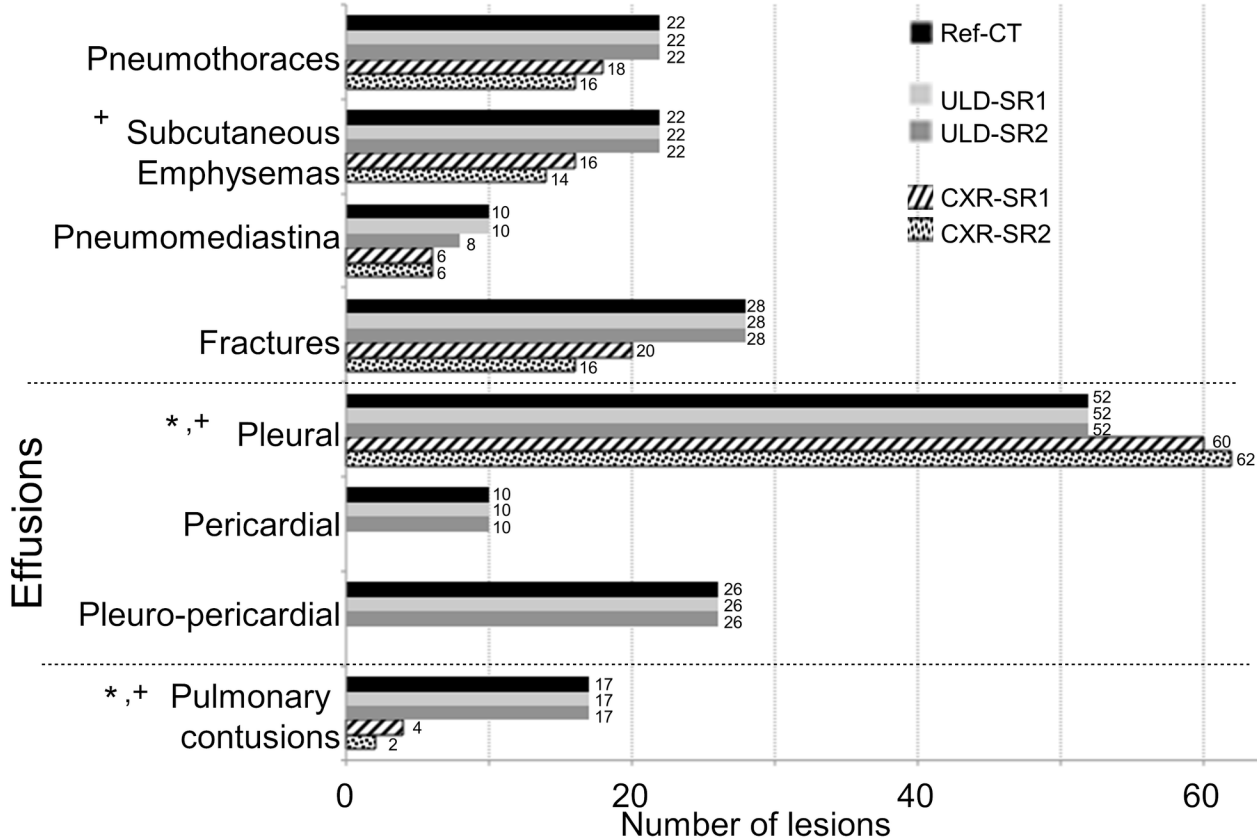 Pneumothoraces
22
22
22
18
16
+ Subcutaneous
Emphysemas
22
22
22
16
14
Pneumomediastina
10
10
8
6
6
Fractures
28
28
28
20
16
Effusions
*,+ Pleural
52
52
52
60
62
Pericardial
10
10
10
Pleuro-pericardial
26
26
26
*,+ Pulmonary
contusions
17
17
17
4
2
0 20 40 60
Number of lesions
Ref-CT
ULD-SR1
ULD-SR2
CXR-SR1
CXR-SR2